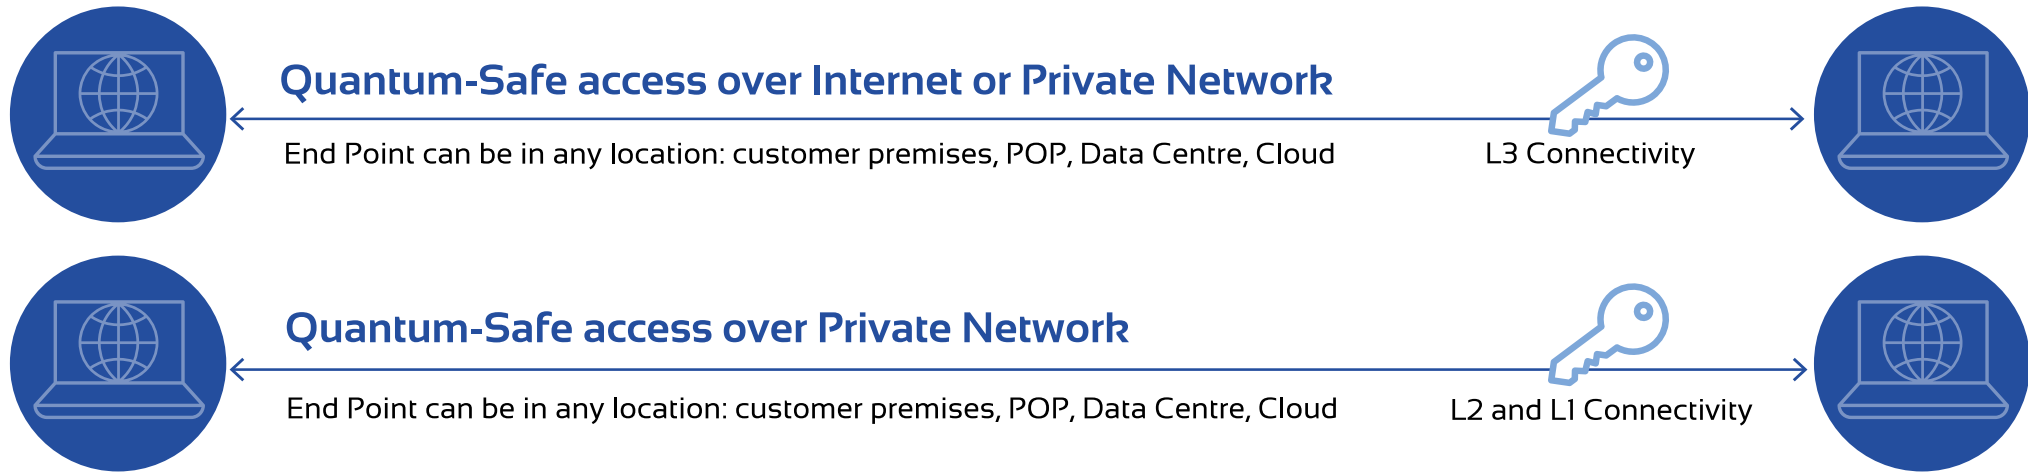 Quantum-Safe access over Internet or Private Network
End Point can be in any location: customer premises, POP, Data Centre, Cloud
L3 Connectivity
Quantum-Safe access over Private Network
End Point can be in any location: customer premises, POP, Data Centre, Cloud
L2 and L1 Connectivity